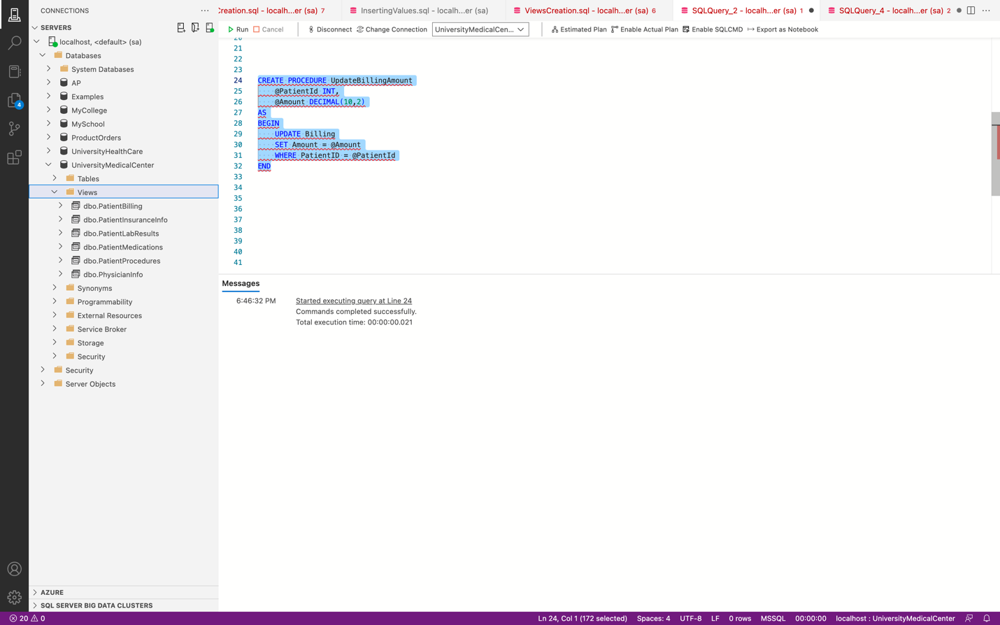 CONNECTIONS
Creation.sql - localh...er (sa) 7
InsertingValues.sql - localh...er (sa)
ViewsCreation.sql - localh...er (sa) 6
SQLQuery_2 - localh...er (sa) 1
SQLQuery_4 - localh...er (sa) 2
SERVERS
Run
Cancel
Disconnect
Change Connection
UniversityMedicalCen...
Estimated Plan
Enable Actual Plan
Enable SQLCMD
Export as Notebook
localhost, <default> (sa)
Databases
System Databases
AP
Examples
MyCollege
MySchool
ProductOrders
UniversityHealthCare
UniversityMedicalCenter
Tables
Views
dbo.PatientBilling
dbo.PatientInsuranceInfo
dbo.PatientLabResults
dbo.PatientMedications
dbo.PatientProcedures
dbo.PhysicianInfo
Synonyms
Programmability
External Resources
Service Broker
Storage
Security
Security
Server Objects
AZURE
SQL SERVER BIG DATA CLUSTERS
4
20
21
22
23
24 CREATE PROCEDURE UpdateBillingAmount
25 @PatientId INT,
26 @Amount DECIMAL(10,2)
27 AS
28 BEGIN
29 UPDATE Billing
30 SET Amount = @Amount
31 WHERE PatientID = @PatientId
32 END
33
34
35
36
37
38
39
40
41
Messages
6:46:32 PM
Started executing query at Line 24
Commands completed successfully.
Total execution time: 00:00:00.021
20 0
Ln 24, Col 1 (172 selected)
Spaces: 4
UTF-8
LF
0 rows
MSSQL
00:00:00
localhost : UniversityMedicalCenter